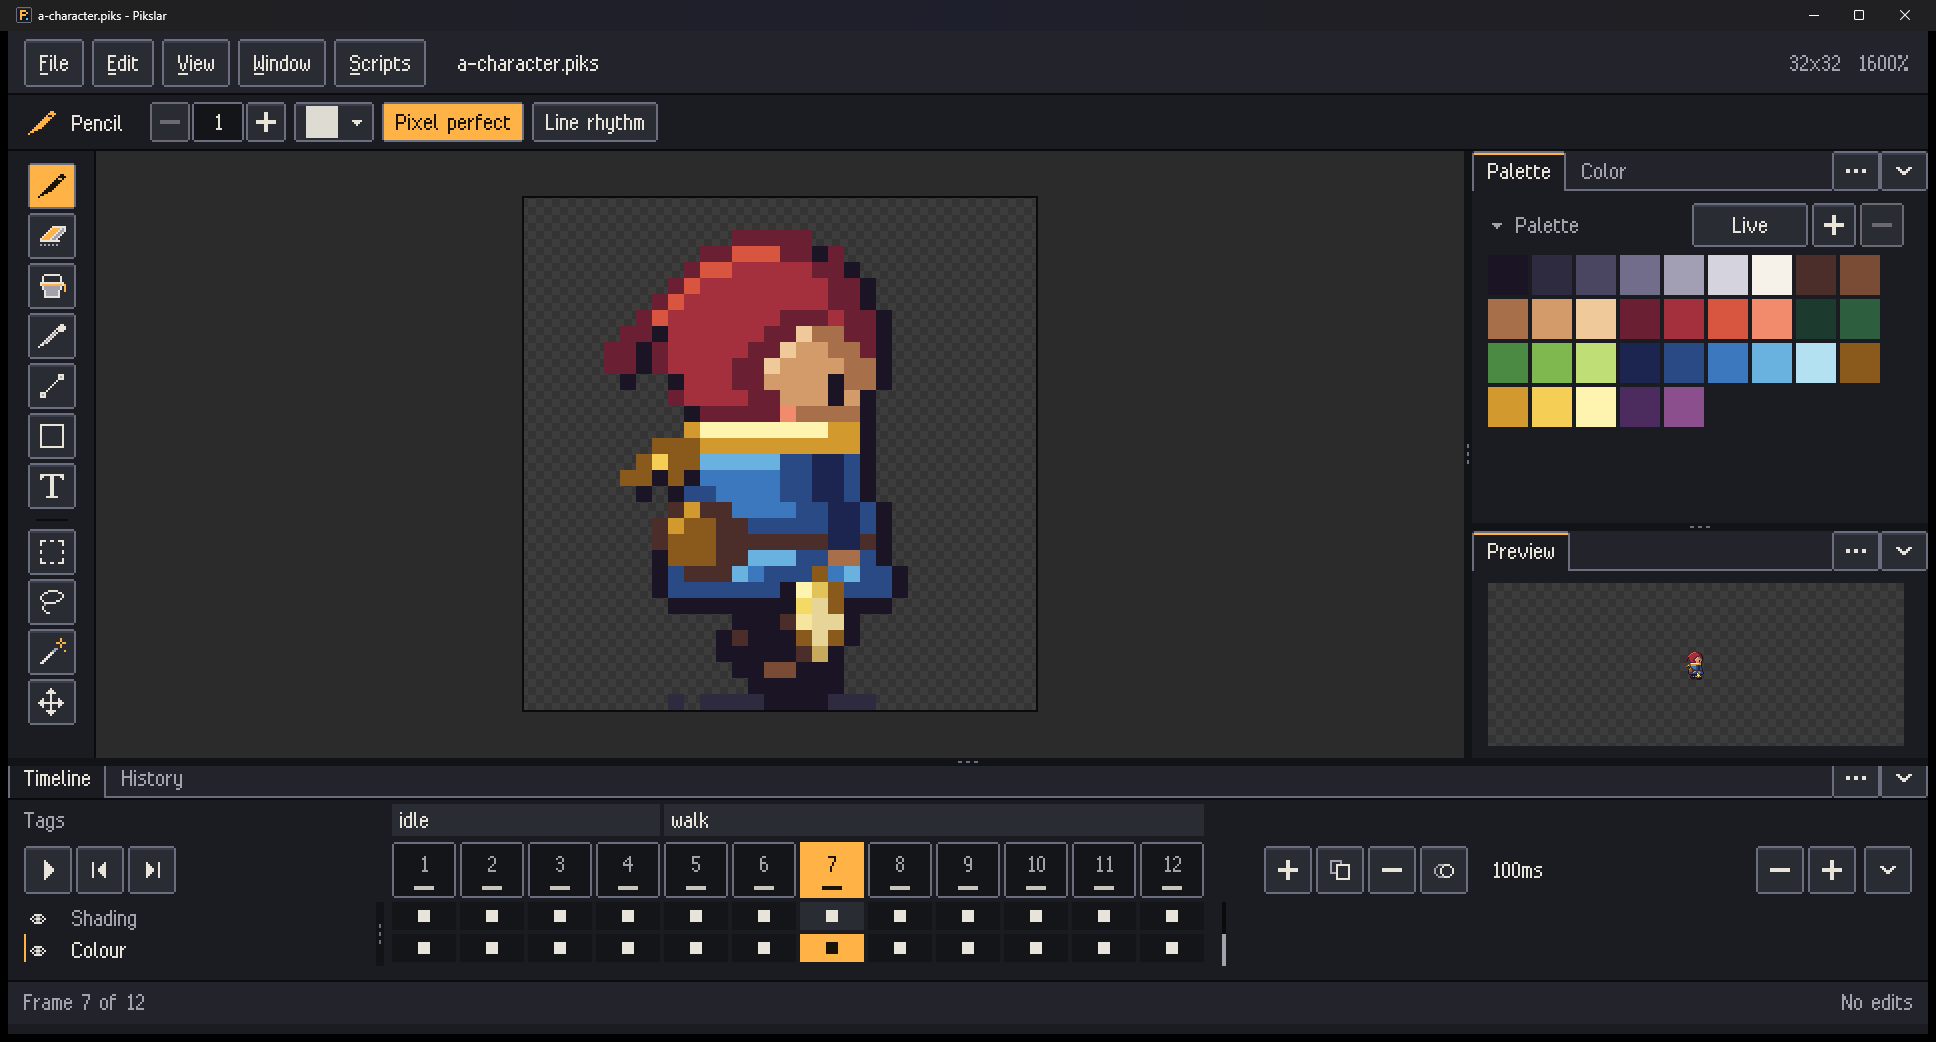 a-character.piks - Pikslar
File Edit View Window Scripts a-character.piks 32x32 1600%
Pencil 1 Pixel perfect Line rhythm
Palette Color
Palette Live
T
Preview
Timeline History
Tags idle walk
1 2 3 4 5 6 7 8 9 10 11 12 100ms
Shading
Colour
Frame 7 of 12 No edits